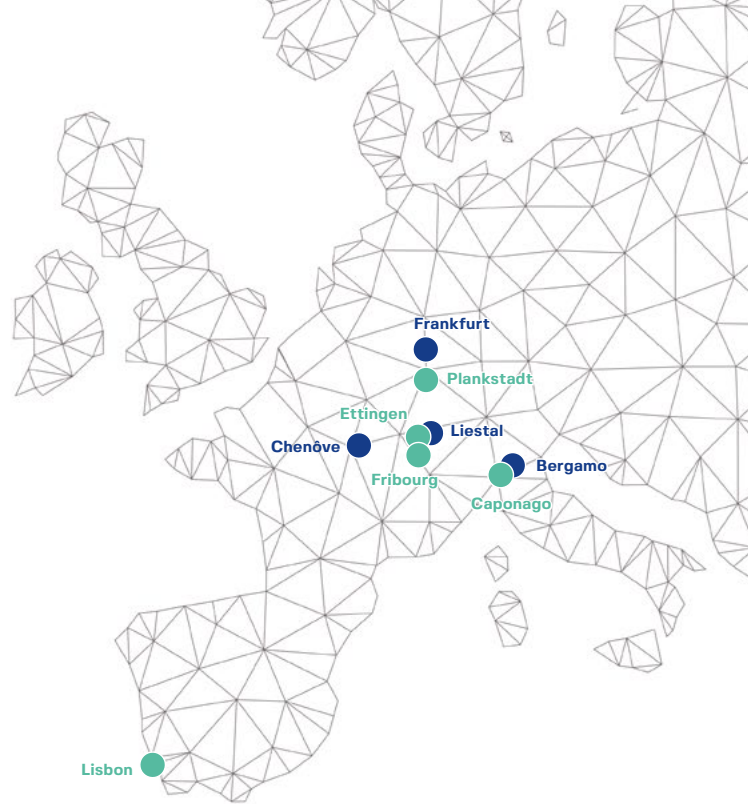 Frankfurt
Plankstadt
Ettingen
Liestal
Chenôve
Bergamo
Fribourg
Caponago
Lisbon